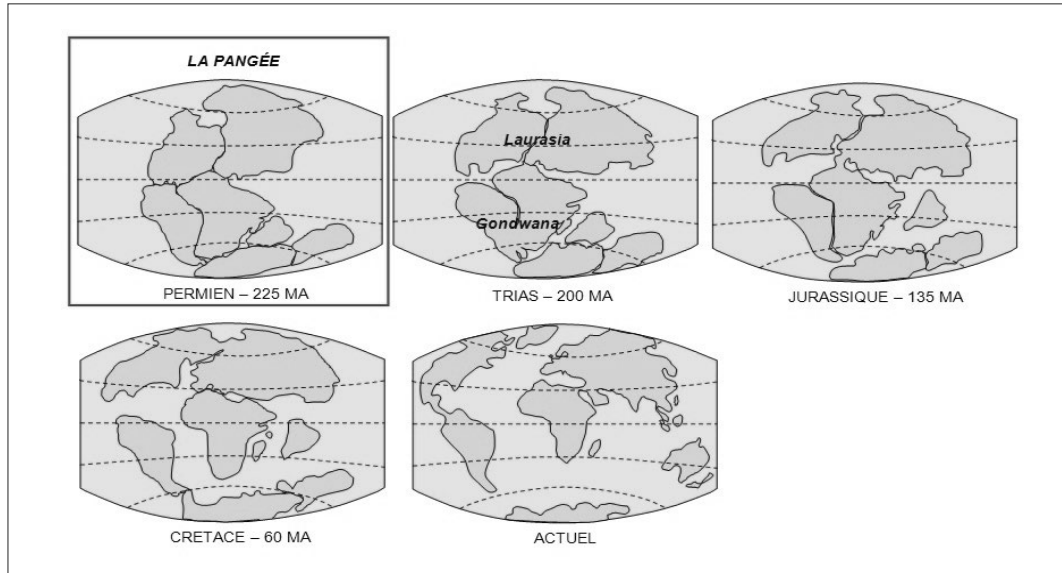 LA PANGÉE
Laurasia
Gondwana
PERMIEN – 225 MA
TRIAS – 200 MA
JURASSIQUE – 135 MA
CRETACE – 60 MA
ACTUEL